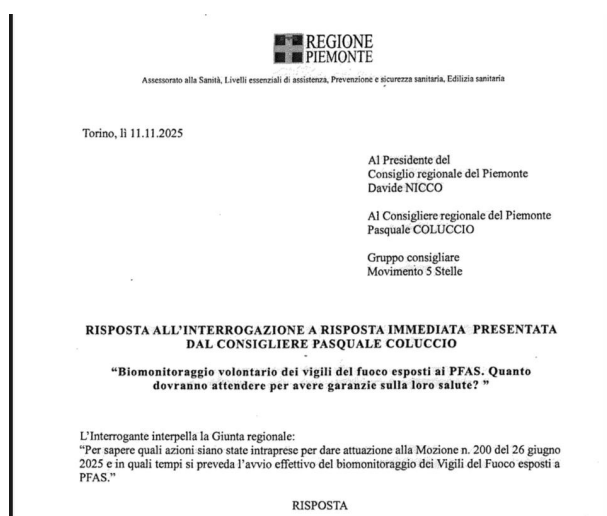 REGIONE
PIEMONTE
Assessorato alla Sanità, Livelli essenziali di assistenza, Prevenzione e sicurezza sanitaria, Edilizia sanitaria
Torino, lì 11.11.2025
Al Presidente del
Consiglio regionale del Piemonte
Davide NICCO
Al Consigliere regionale del Piemonte
Pasquale COLUCCIO
Gruppo consigliare
Movimento 5 Stelle
RISPOSTA ALL'INTERROGAZIONE A RISPOSTA IMMEDIATA PRESENTATA
DAL CONSIGLIERE PASQUALE COLUCCIO
“Biomonitoraggio volontario dei vigili del fuoco esposti ai PFAS. Quanto
dovranno attendere per avere garanzie sulla loro salute? ”
L'Interrogante interpella la Giunta regionale:
“Per sapere quali azioni siano state intraprese per dare attuazione alla Mozione n. 200 del 26 giugno
2025 e in quali tempi si preveda l'avvio effettivo del biomonitoraggio dei Vigili del Fuoco esposti a
PFAS.”
RISPOSTA